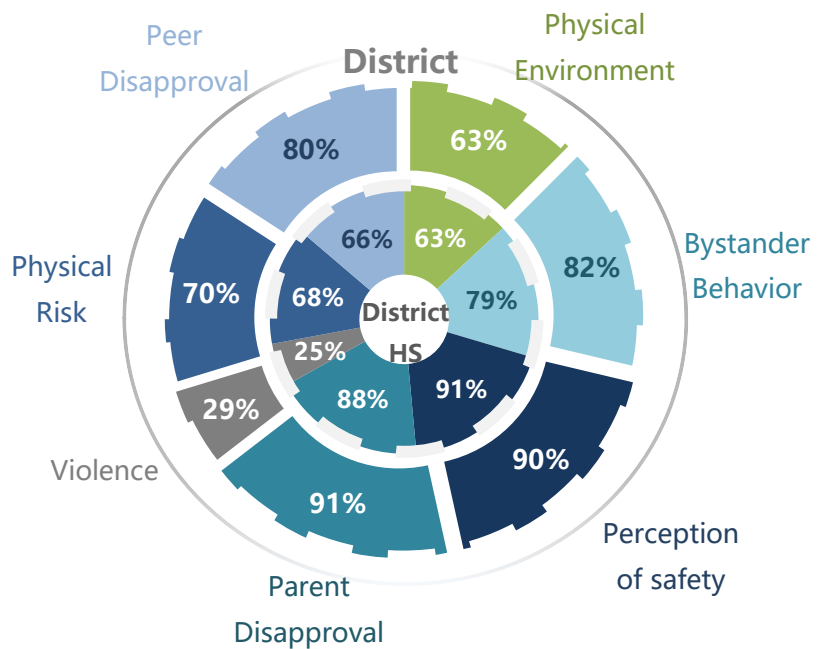 Peer
Disapproval
District
Physical
Environment
80%
63%
66%
63%
Bystander
Behavior
82%
79%
Physical
Risk
70%
68%
District
HS
25%
29%
88%
91%
90%
91%
Violence
Perception
of safety
Parent
Disapproval